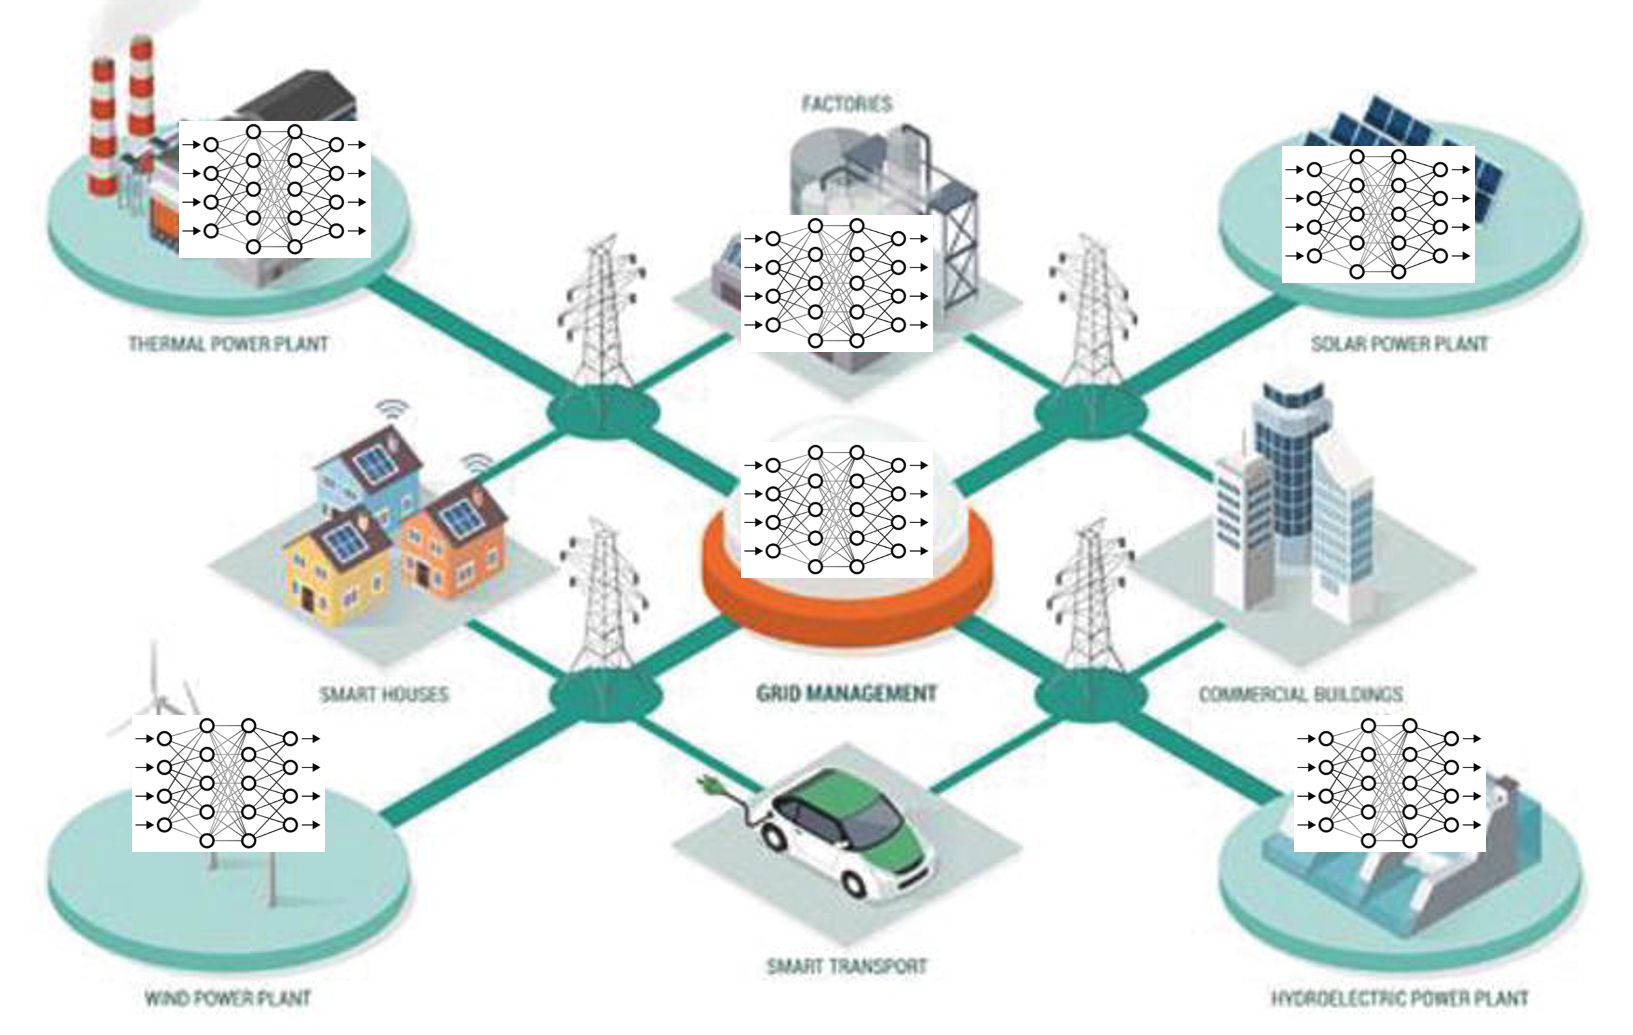 FACTORIES
THERMAL POWER PLANT
SOLAR POWER PLANT
SMART HOUSES
GRID MANAGEMENT
COMMERCIAL BUILDINGS
SMART TRANSPORT
WIND POWER PLANT
HYDROELECTRIC POWER PLANT